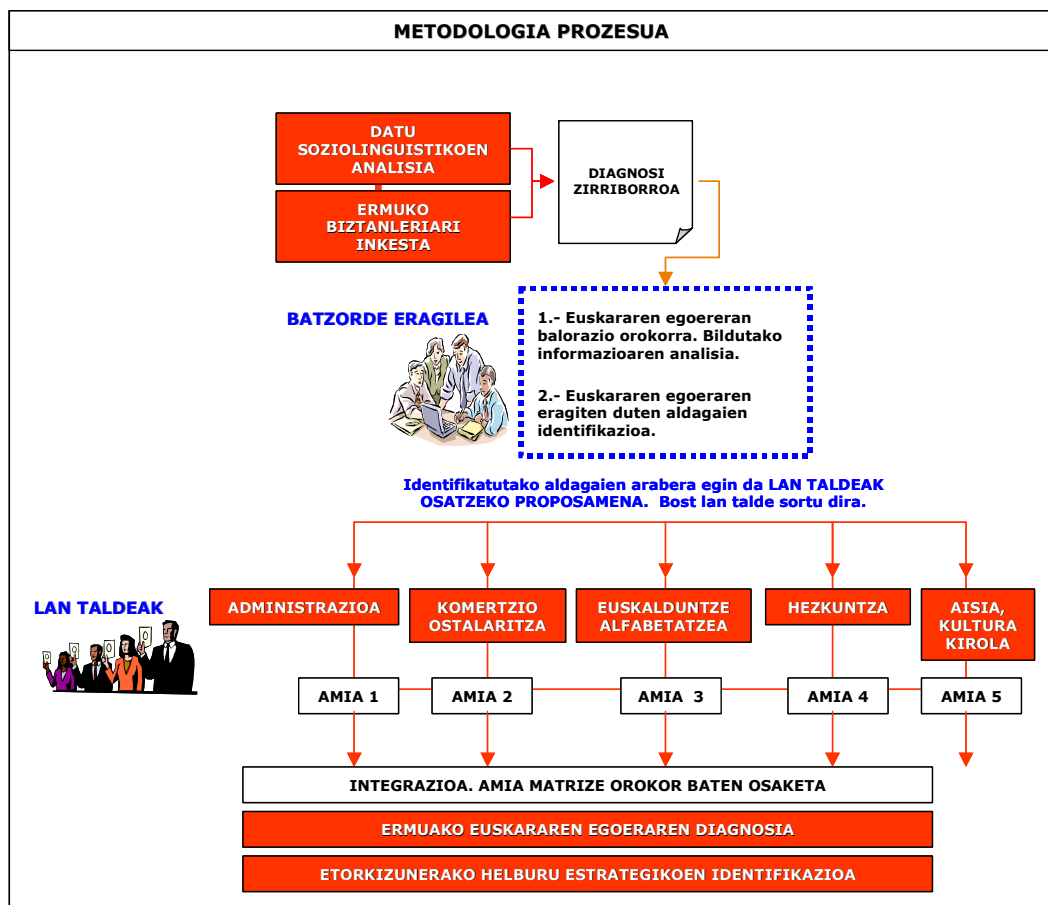 METODOLOGIA PROZESUA
DATU
SOZIOLINGUISTIKOEN
ANALISIA
ERMUKO
BIZTANLERIARI
INKESTA
DIAGNOSI
ZIRRIBORROA
BATZORDE ERAGILEA
1.- Euskararen egoereran
balorazio orokorra. Bildutako
informazioaren analisia.
2.- Euskararen egoeraren
eragiten duten aldagaien
identifikazioa.
Identifikatutako aldagaien arabera egin da LAN TALDEAK
OSATZEKO PROPOSAMENA. Bost lan talde sortu dira.
LAN TALDEAK
ADMINISTRAZIOA
KOMERTZIO
OSTALARITZA
EUSKALDUNTZE
ALFABETATZEA
HEZKUNTZA
AISIA,
KULTURA
KIROLA
AMIA 1
AMIA 2
AMIA 3
AMIA 4
AMIA 5
INTEGRAZIOA. AMIA MATRIZE OROKOR BATEN OSAKETA
ERMUAKO EUSKARAREN EGOERAREN DIAGNOSIA
ETORKIZUNERAKO HELBURU ESTRATEGIKOEN IDENTIFIKAZIOA